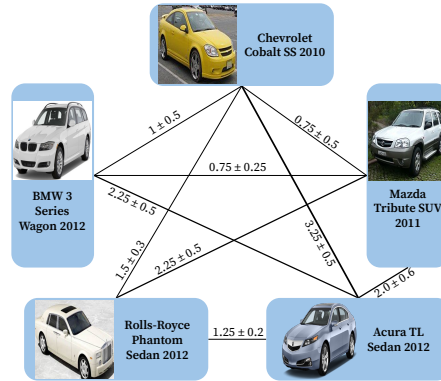 Chevrolet
Cobalt SS 2010
1 ± 0.5
0.75 ± 0.5
0.75 ± 0.25
BMW 3
Series
Wagon 2012
Mazda
Tribute SUV
2011
2.25 ± 0.5
3.25 ± 0.5
1.5 ± 0.3
2.25 ± 0.5
2.0 ± 0.6
Rolls-Royce
Phantom
Sedan 2012
1.25 ± 0.2
Acura TL
Sedan 2012